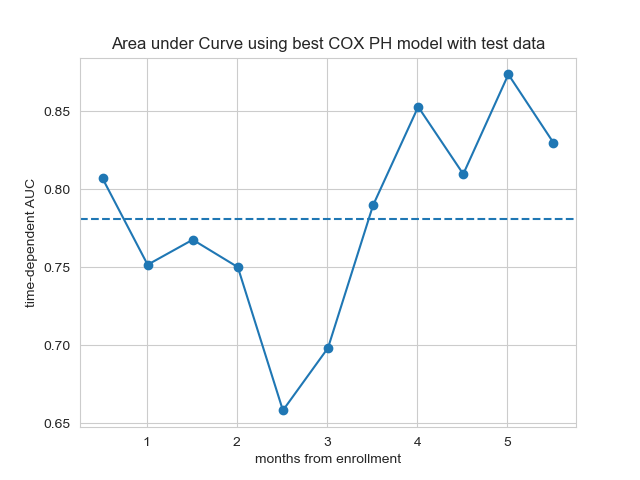 Area under Curve using best COX PH model with test data
time-dependent AUC
0.85
0.80
0.75
0.70
0.65
1 2 3 4 5
months from enrollment